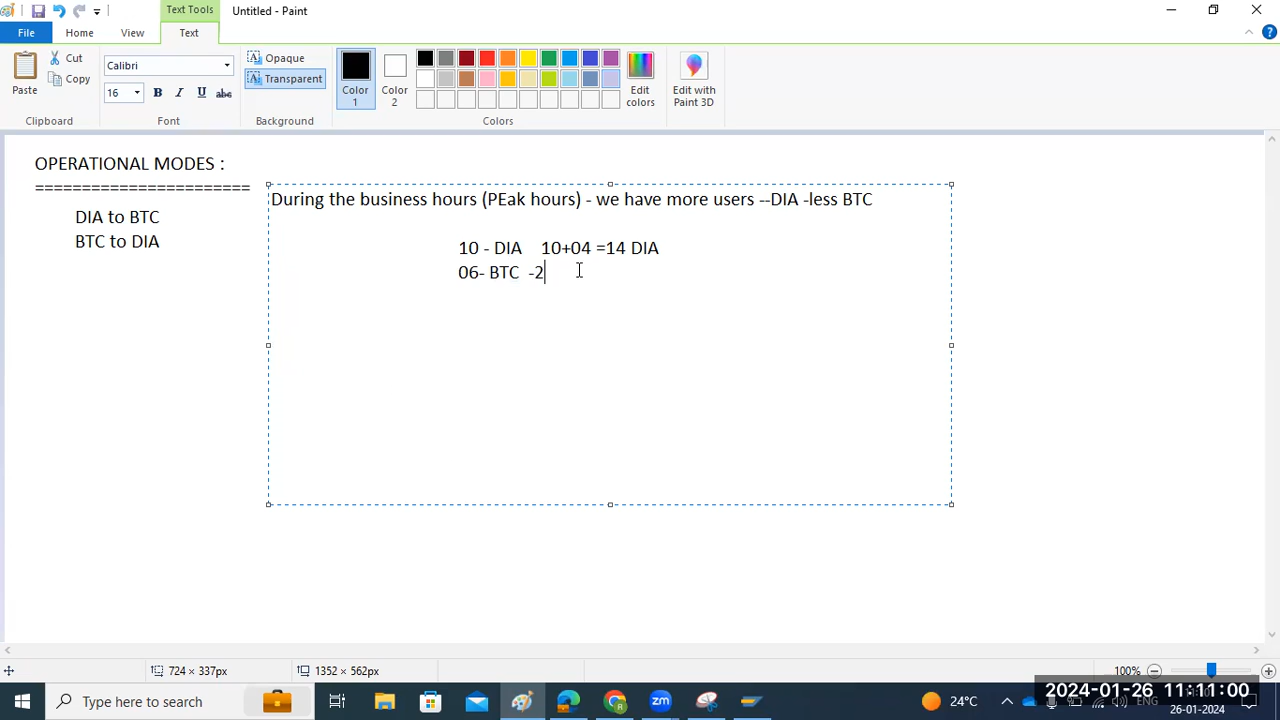 Text Tools
Untitled - Paint
File
Home
View
Text
Paste
Cut
Copy
Clipboard
Calibri
16
B I U abc
Font
Opaque
Transparent
Background
Color 1
Color 2
Edit colors
Edit with Paint 3D
Colors
OPERATIONAL MODES :
=======================
DIA to BTC
BTC to DIA
During the business hours (PEak hours) - we have more users --DIA -less BTC
10 - DIA 10+04 =14 DIA
06- BTC -2
724 × 337px
1352 × 562px
100%
Type here to search
24°C
ENG
2024-01-26 11:11:00
26-01-2024